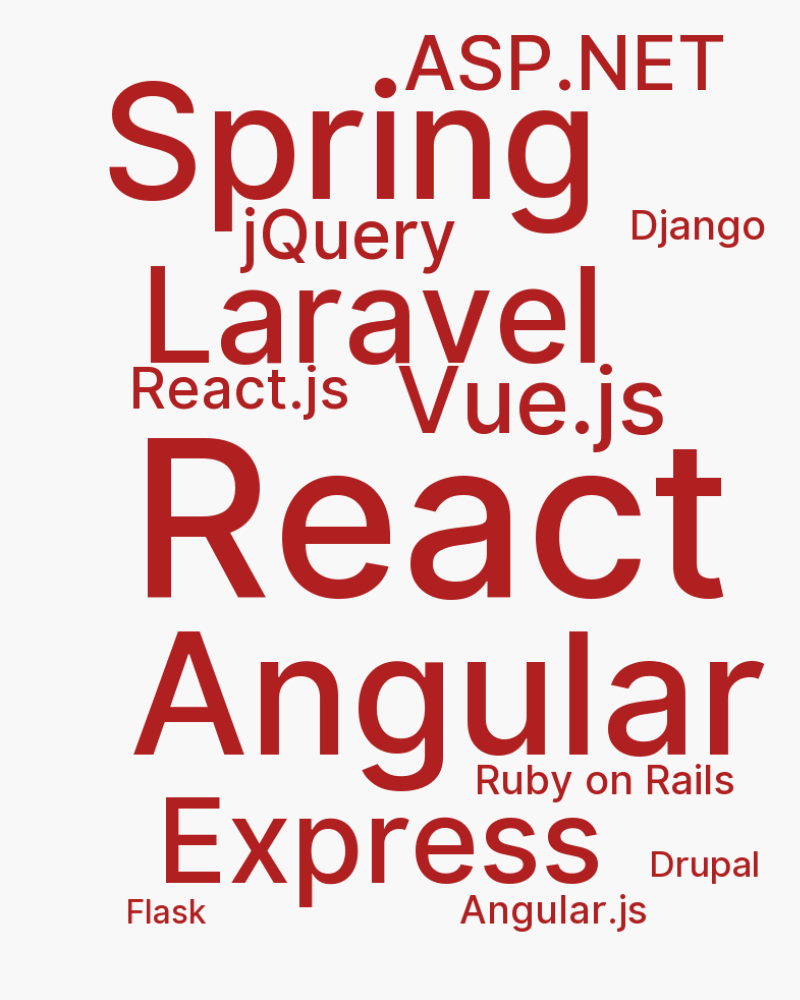 ASP.NET
Spring
jQuery
Django
Laravel
React.js
Vue.js
React
Angular
Ruby on Rails
Express
Drupal
Flask
Angular.js